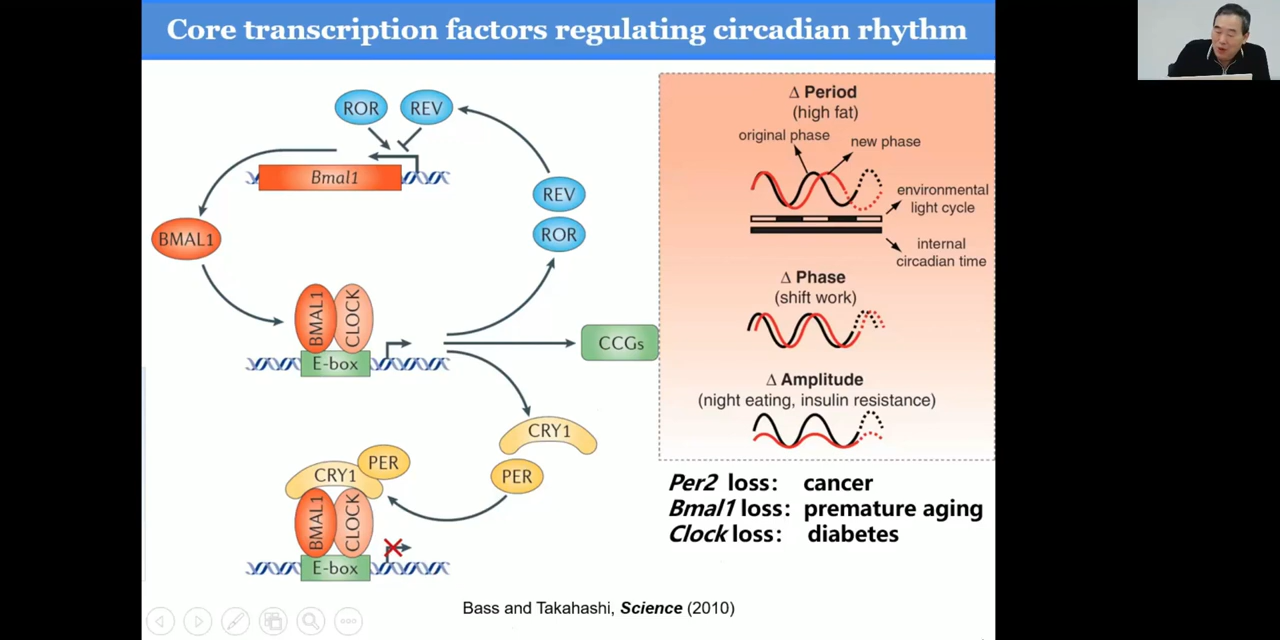 Core transcription factors regulating circadian rhythm
ROR
REV
Bmal1
BMAL1
REV
ROR
BMAL1
CLOCK
E-box
CCGs
CRY1
PER
CRY1
PER
BMAL1
CLOCK
E-box
Δ Period
(high fat)
original phase
new phase
environmental
light cycle
internal
circadian time
Δ Phase
(shift work)
Δ Amplitude
(night eating, insulin resistance)
Per2 loss: cancer
Bmal1 loss: premature aging
Clock loss: diabetes
Bass and Takahashi, Science (2010)